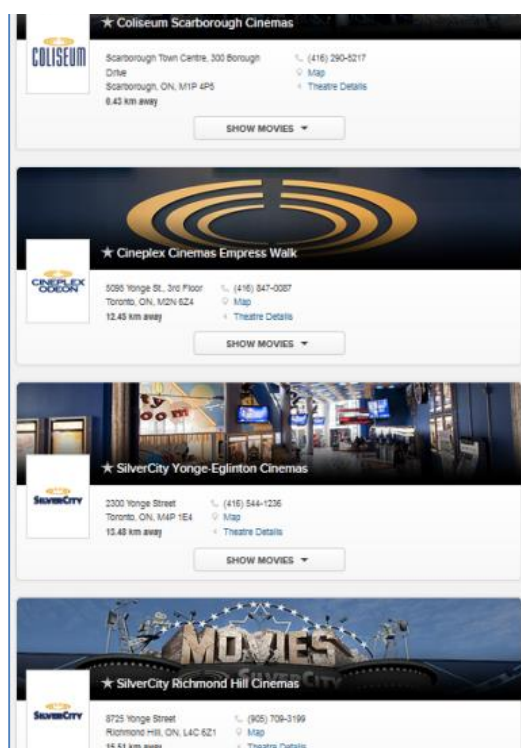 ★ Coliseum Scarborough Cinemas
COLISEUM
Scarborough Town Centre, 300 Borough
Drive
Scarborough, ON, M1P 4P5
0.43 km away
(416) 290-5217
Map
Theatre Details
SHOW MOVIES
★ Cineplex Cinemas Empress Walk
CINEPLEX
ODEON
5095 Yonge St., 3rd Floor
Toronto, ON, M2N 6Z4
12.45 km away
(416) 847-0087
Map
Theatre Details
SHOW MOVIES
★ SilverCity Yonge-Eglinton Cinemas
SILVERCITY
2300 Yonge Street
Toronto, ON, M4P 1E4
13.48 km away
(416) 544-1236
Map
Theatre Details
SHOW MOVIES
MOVIES
SILVERCITY
★ SilverCity Richmond Hill Cinemas
SILVERCITY
8725 Yonge Street
Richmond Hill, ON, L4C 6Z1
15.51 km away
(905) 709-3199
Map
Theatre Details